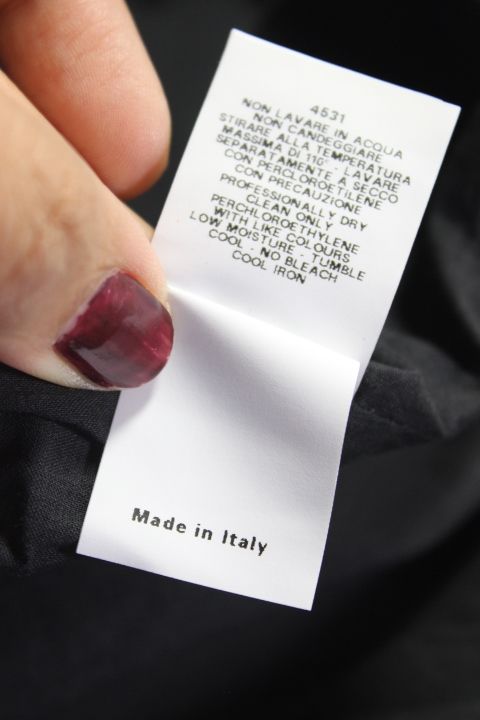 4531
NON LAVARE IN ACQUA
NON CANDEGGIARE
STIRARE ALLA TEMPERATURA
MASSIMA DI 110° - LAVARE
SEPARATAMENTE A SECCO
CON PERCLOROETILENE
CON PRECAUZIONE
PROFESSIONALLY DRY
CLEAN ONLY
PERCHLOROETHYLENE
WITH LIKE COLOURS
LOW MOISTURE - TUMBLE
COOL - NO BLEACH
COOL IRON
Made in Italy